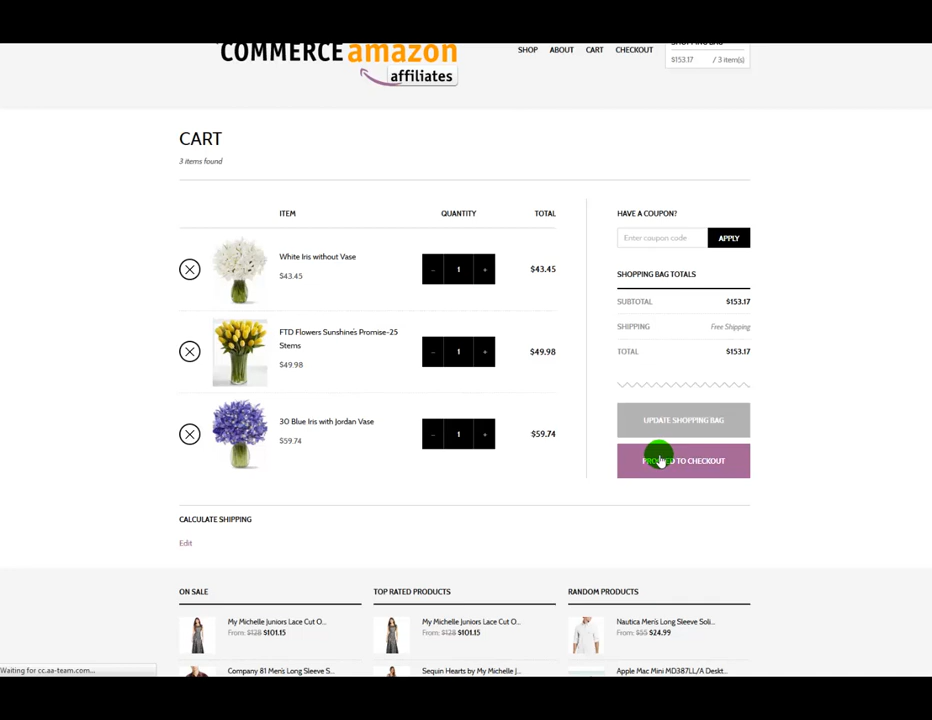 COMMERCE amazon
affiliates
SHOP ABOUT CART CHECKOUT
$153.17 / 3 item(s)
CART
3 items found
ITEM QUANTITY TOTAL
White Iris without Vase
$43.45
– 1 + $43.45
FTD Flowers Sunshine's Promise-25
Stems
$49.98
– 1 + $49.98
30 Blue Iris with Jordan Vase
$59.74
– 1 + $59.74
HAVE A COUPON?
Enter coupon code APPLY
SHOPPING BAG TOTALS
SUBTOTAL $153.17
SHIPPING Free Shipping
TOTAL $153.17
UPDATE SHOPPING BAG
PROCEED TO CHECKOUT
CALCULATE SHIPPING
Edit
ON SALE
My Michelle Juniors Lace Cut O...
From: $128 $101.15
Company 81 Men's Long Sleeve S...
TOP RATED PRODUCTS
My Michelle Juniors Lace Cut O...
From: $128 $101.15
Sequin Hearts by My Michelle J...
RANDOM PRODUCTS
Nautica Men's Long Sleeve Soli...
From: $55 $24.99
Apple Mac Mini MD387LL/A Deskt...
Waiting for cc.aa-team.com...